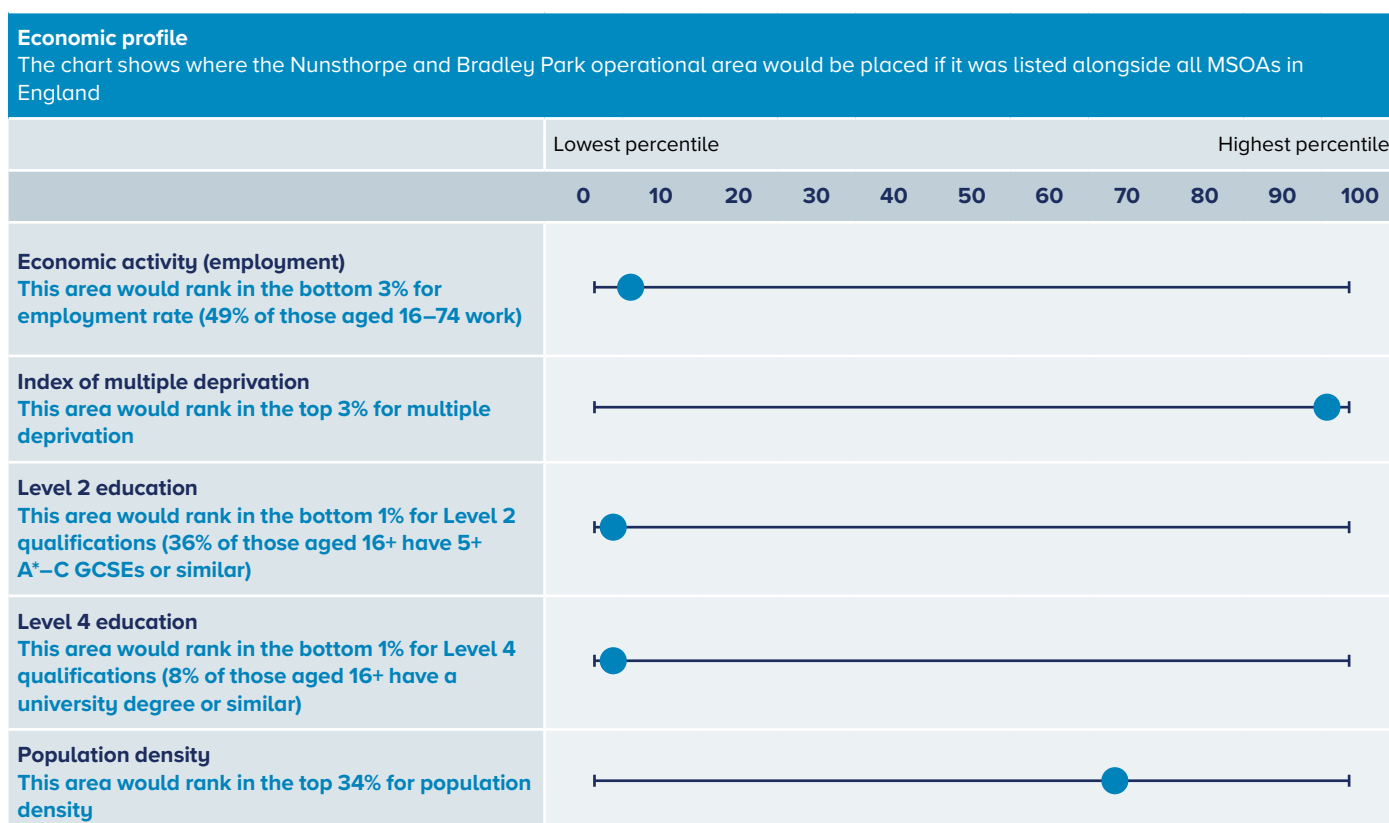 Economic profile
The chart shows where the Nunsthorpe and Bradley Park operational area would be placed if it was listed alongside all MSOAs in
England
Lowest percentile Highest percentile
0 10 20 30 40 50 60 70 80 90 100
Economic activity (employment)
This area would rank in the bottom 3% for
employment rate (49% of those aged 16–74 work)
Index of multiple deprivation
This area would rank in the top 3% for multiple
deprivation
Level 2 education
This area would rank in the bottom 1% for Level 2
qualifications (36% of those aged 16+ have 5+
A*–C GCSEs or similar)
Level 4 education
This area would rank in the bottom 1% for Level 4
qualifications (8% of those aged 16+ have a
university degree or similar)
Population density
This area would rank in the top 34% for population
density